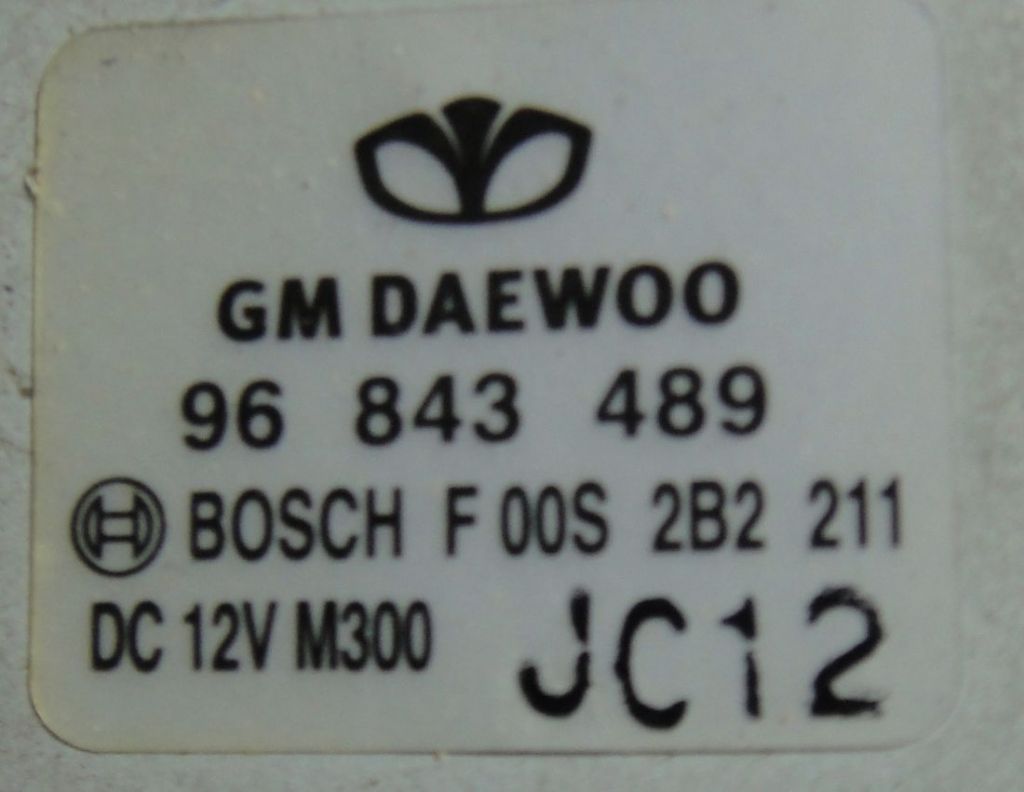 GM DAEWOO
96 843 489
BOSCH F 00S 2B2 211
DC 12V M300 JC12